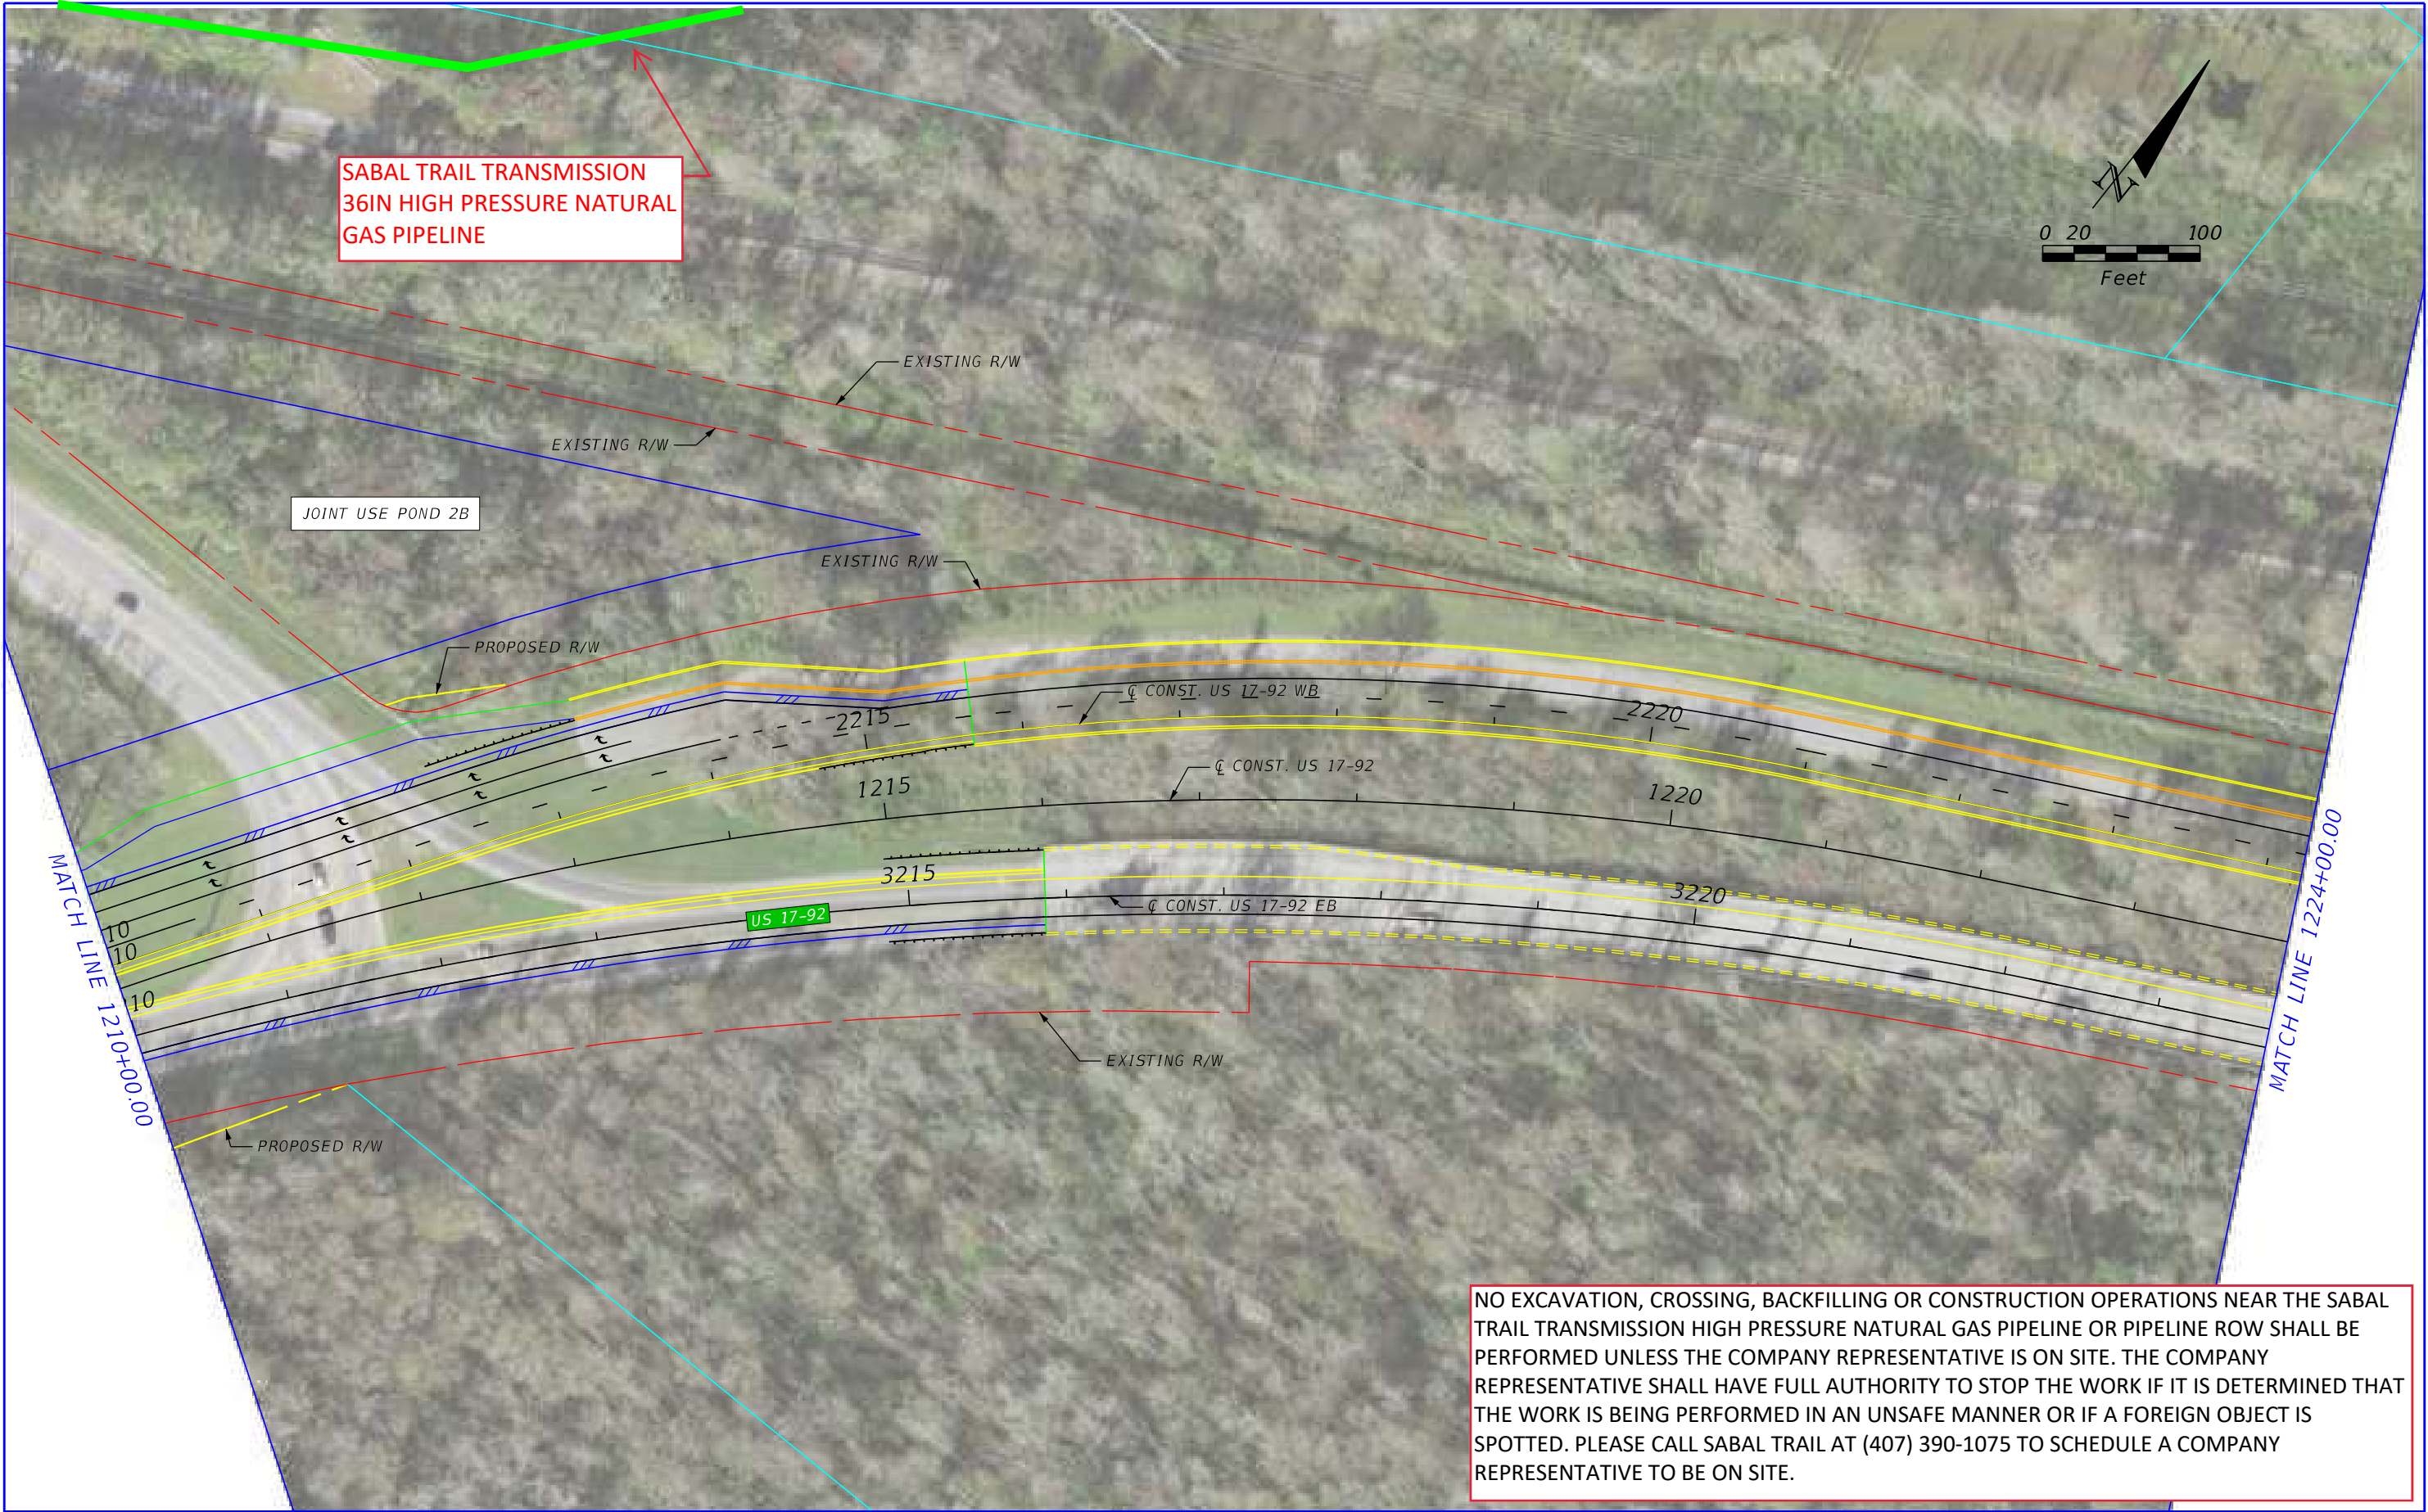 SABAL TRAIL TRANSMISSION
36IN HIGH PRESSURE NATURAL
GAS PIPELINE
N
0 20 100
Feet
EXISTING R/W
EXISTING R/W
JOINT USE POND 2B
EXISTING R/W
PROPOSED R/W
℄ CONST. US 17-92 WB
2215
2220
℄ CONST. US 17-92
1215
1220
3215
3220
℄ CONST. US 17-92 EB
US 17-92
10
10
10
MATCH LINE 1210+00.00
MATCH LINE 1224+00.00
EXISTING R/W
PROPOSED R/W
NO EXCAVATION, CROSSING, BACKFILLING OR CONSTRUCTION OPERATIONS NEAR THE SABAL
TRAIL TRANSMISSION HIGH PRESSURE NATURAL GAS PIPELINE OR PIPELINE ROW SHALL BE
PERFORMED UNLESS THE COMPANY REPRESENTATIVE IS ON SITE. THE COMPANY
REPRESENTATIVE SHALL HAVE FULL AUTHORITY TO STOP THE WORK IF IT IS DETERMINED THAT
THE WORK IS BEING PERFORMED IN AN UNSAFE MANNER OR IF A FOREIGN OBJECT IS
SPOTTED. PLEASE CALL SABAL TRAIL AT (407) 390-1075 TO SCHEDULE A COMPANY
REPRESENTATIVE TO BE ON SITE.